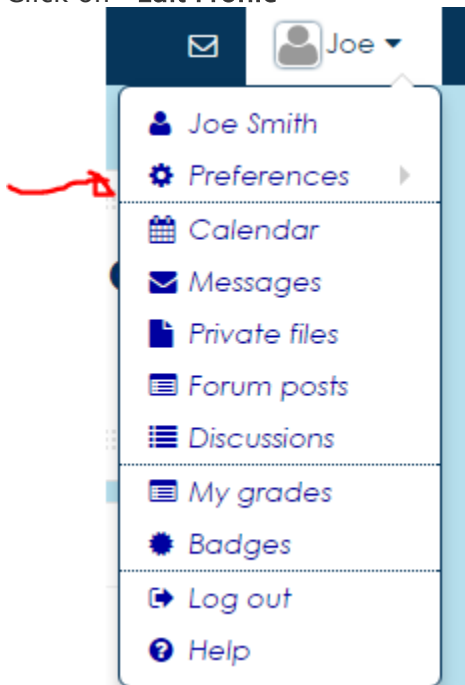 Joe
Joe Smith
Preferences
Calendar
Messages
Private files
Forum posts
Discussions
My grades
Badges
Log out
Help